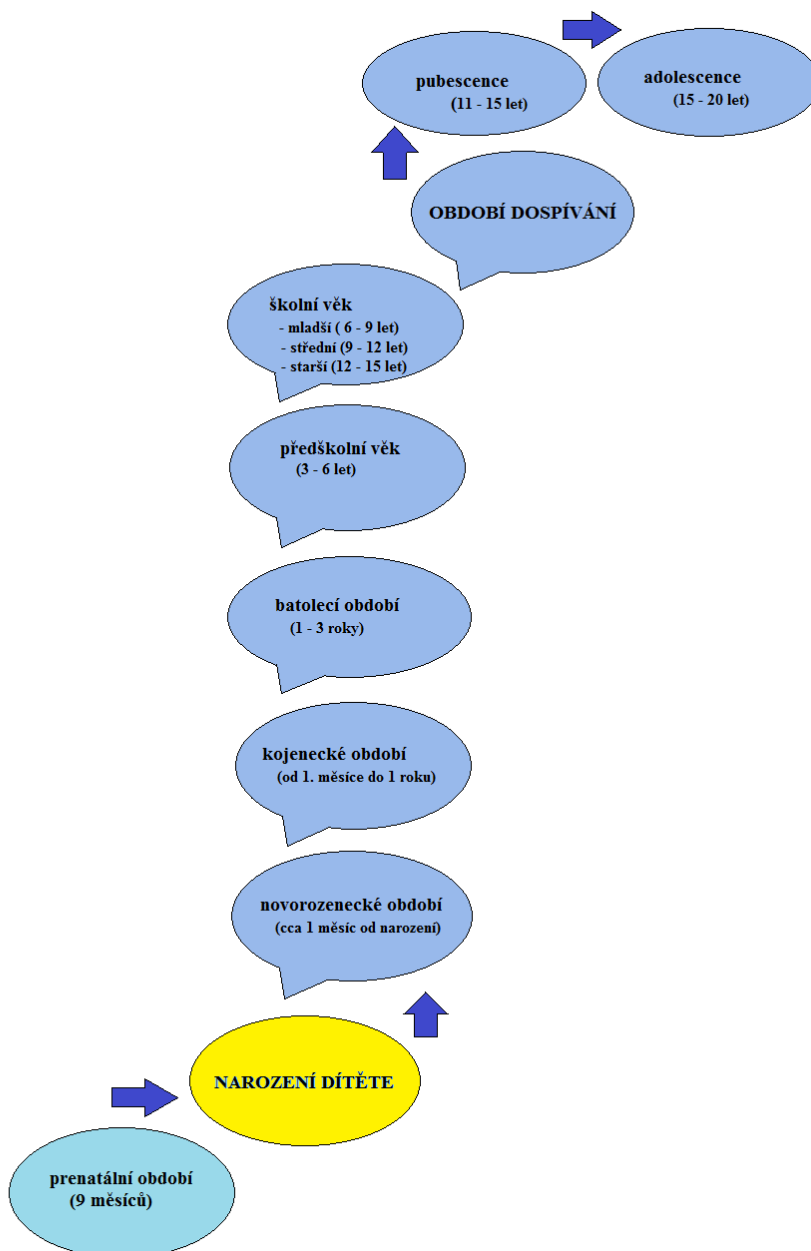 pubescence
(11 - 15 let)
adolescence
(15 - 20 let)
OBDOBÍ DOSPÍVÁNÍ
školní věk
- mladší ( 6 - 9 let)
- střední (9 - 12 let)
- starší (12 - 15 let)
předškolní věk
(3 - 6 let)
batolecí období
(1 - 3 roky)
kojenecké období
(od 1. měsíce do 1 roku)
novorozenecké období
(cca 1 měsíc od narození)
NAROZENÍ DÍTĚTE
prenatální období
(9 měsíců)